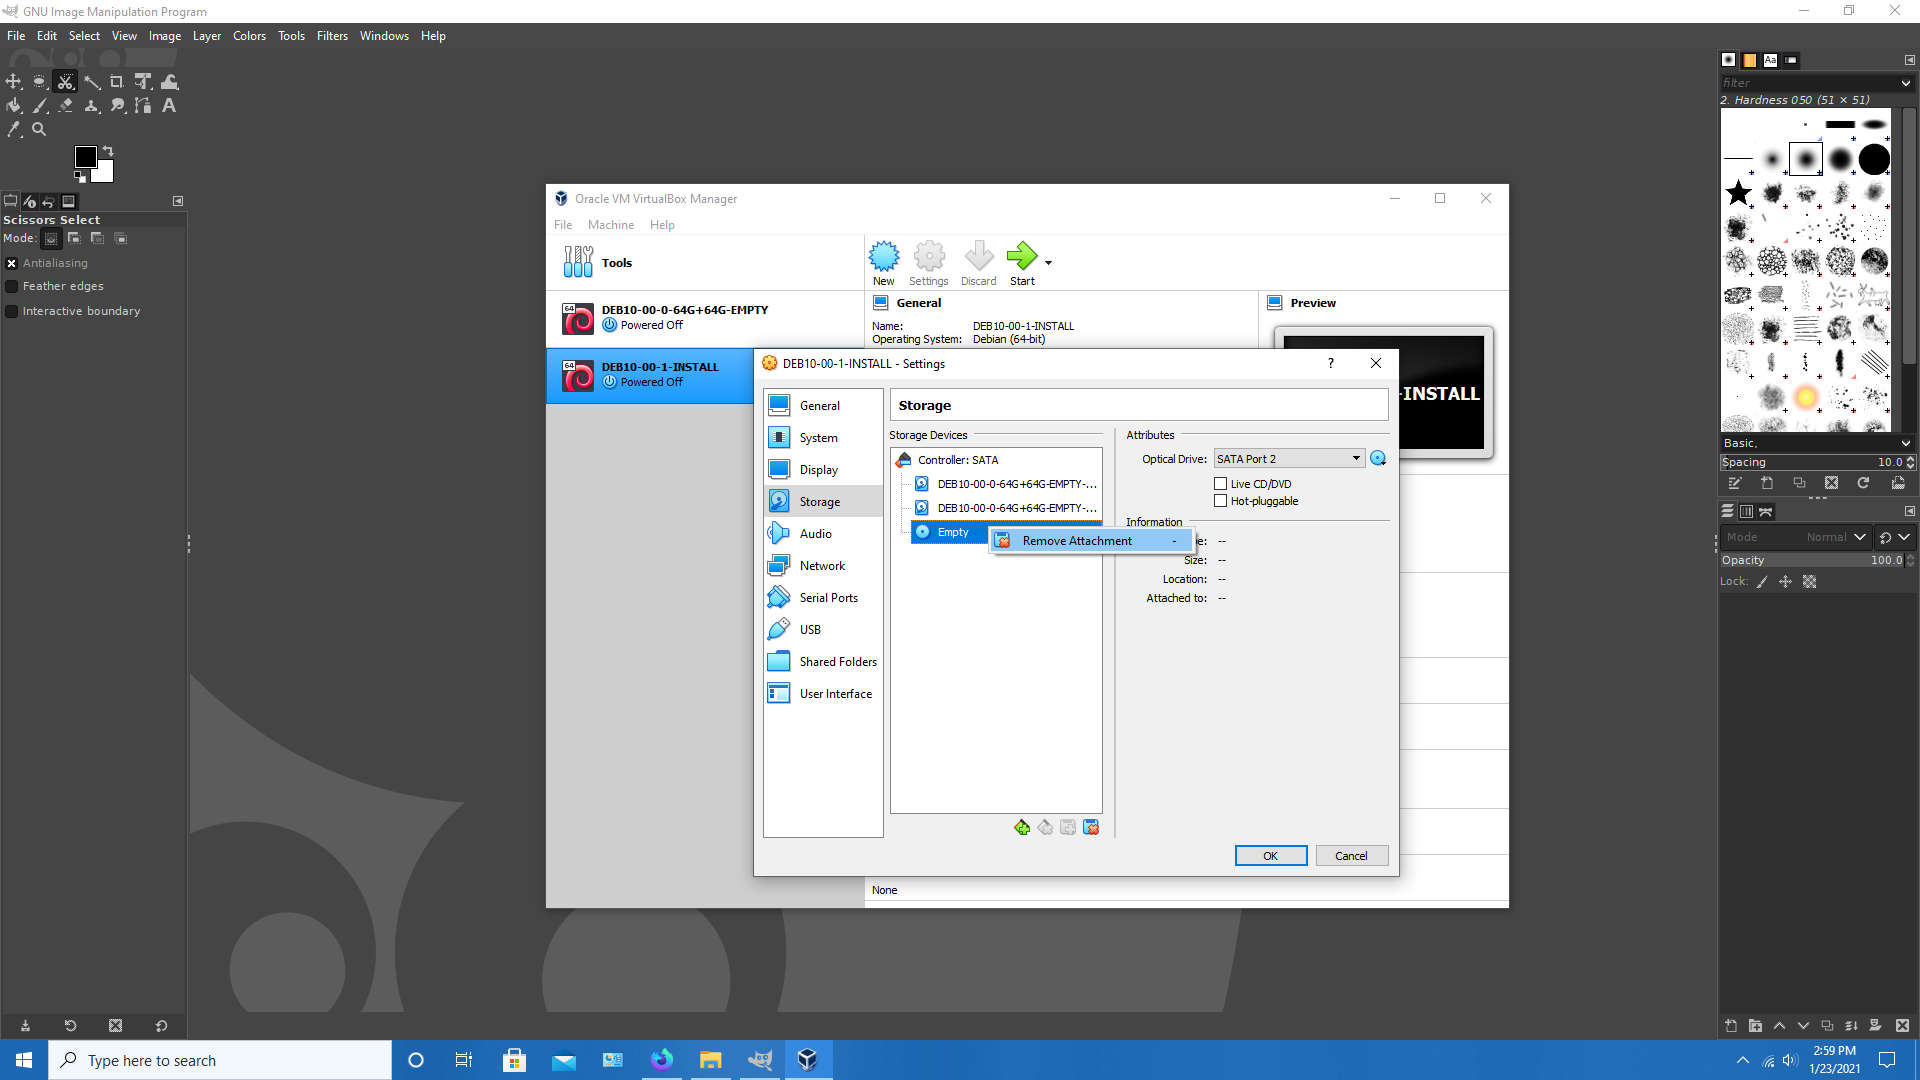 GNU Image Manipulation Program
File Edit Select View Image Layer Colors Tools Filters Windows Help
Scissors Select
Mode:
Antialiasing
Feather edges
Interactive boundary
Oracle VM VirtualBox Manager
File Machine Help
Tools
New Settings Discard Start
64
DEB10-00-0-64G+64G-EMPTY
Powered Off
64
DEB10-00-1-INSTALL
Powered Off
General
Name: DEB10-00-1-INSTALL
Operating System: Debian (64-bit)
Preview
-INSTALL
None
DEB10-00-1-INSTALL - Settings
?
General
System
Display
Storage
Audio
Network
Serial Ports
USB
Shared Folders
User Interface
Storage
Storage Devices
Controller: SATA
DEB10-00-0-64G+64G-EMPTY-...
DEB10-00-0-64G+64G-EMPTY-...
Empty
Remove Attachment -
Attributes
Optical Drive: SATA Port 2
Live CD/DVD
Hot-pluggable
Information
e: --
Size: --
Location: --
Attached to: --
OK Cancel
Aa
filter
2. Hardness 050 (51 × 51)
Basic,
Spacing 10.0
Mode Normal
Opacity 100.0
Lock:
Type here to search
2:59 PM
1/23/2021